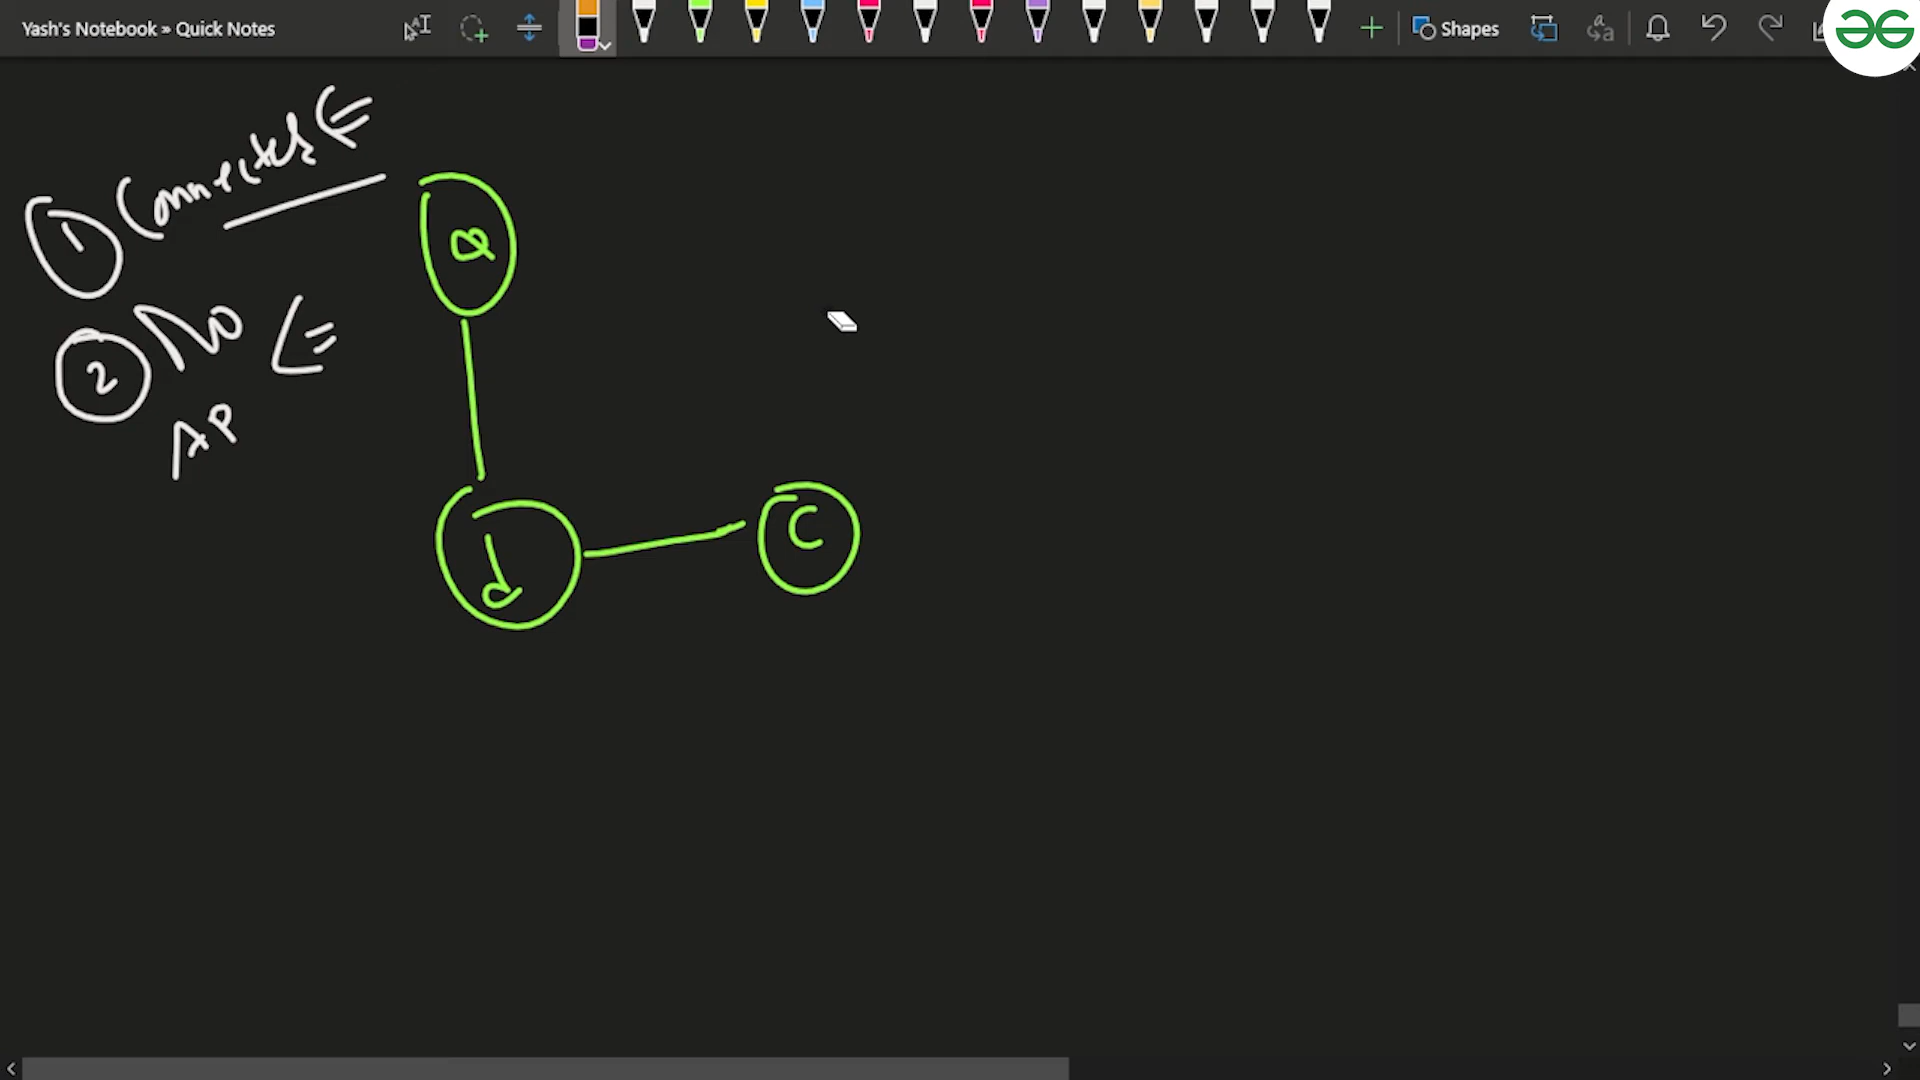 Yash's Notebook » Quick Notes
Shapes
1 Connected
2 No
AP
a
d
C